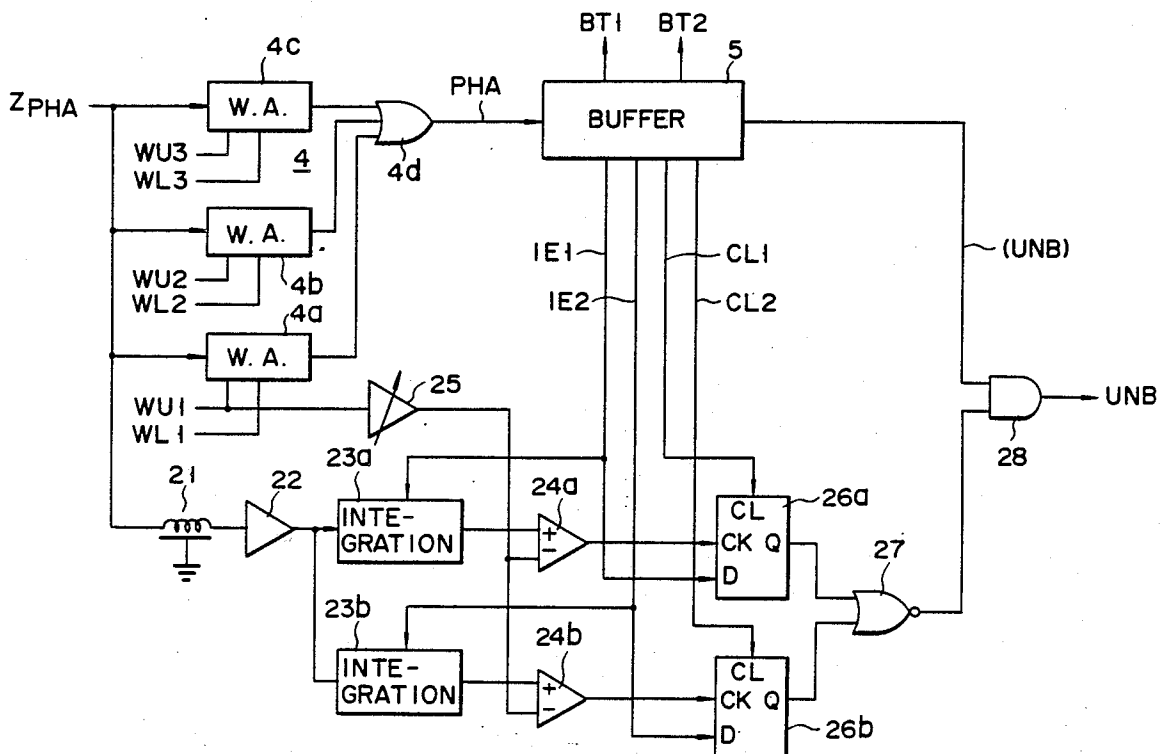 BT1 BT2
4c 5
ZPHA W. A. PHA BUFFER
WU3 4 4d
WL3
W. A. (UNB)
WU2 4b IE1 CL1
WL2 4a IE2 CL2
W. A.
WU1 25 UNB
WL1 28
21 22 23a 24a 26a
INTE-
GRATION + - CL
CK Q
D 27
23b 24b
INTE-
GRATION + - CL
CK Q
D 26b